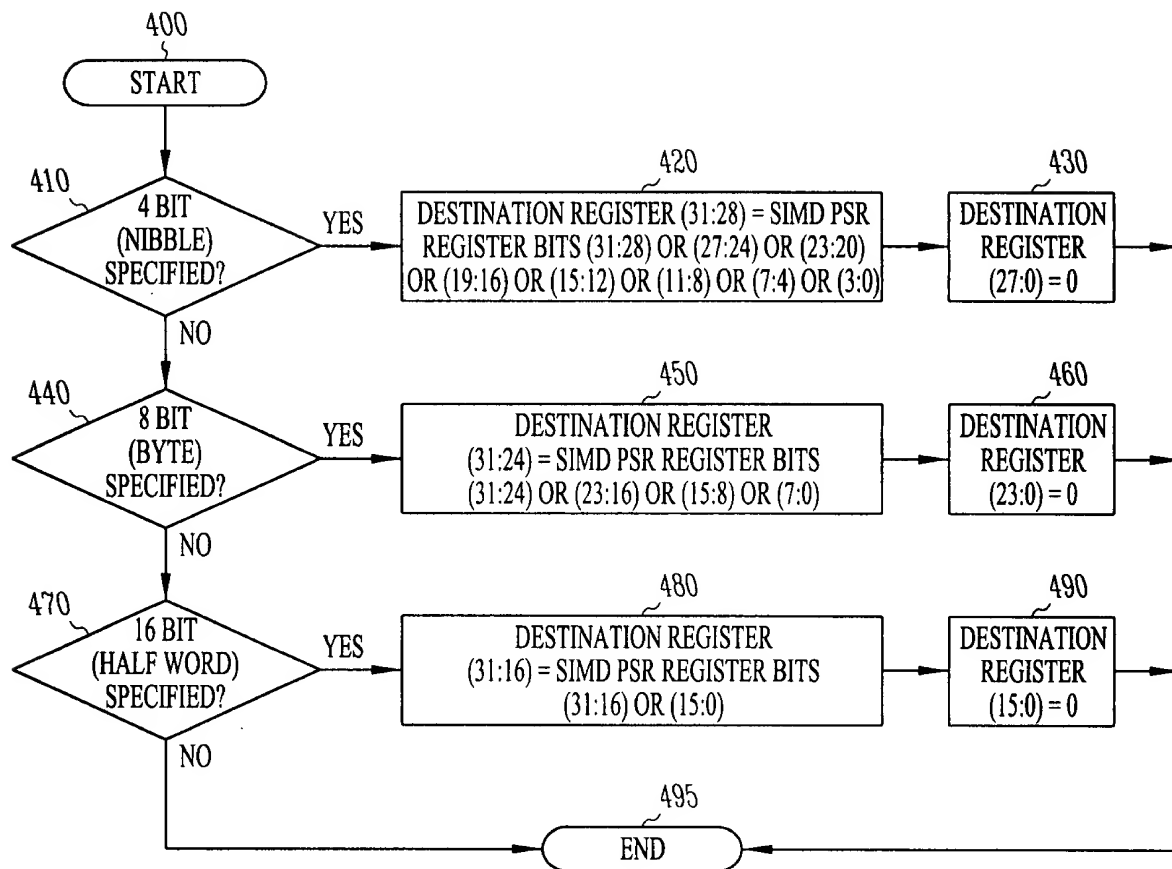 400
START
410
4 BIT
(NIBBLE)
SPECIFIED?
YES
NO
420
DESTINATION REGISTER (31:28) = SIMD PSR
REGISTER BITS (31:28) OR (27:24) OR (23:20)
OR (19:16) OR (15:12) OR (11:8) OR (7:4) OR (3:0)
430
DESTINATION
REGISTER
(27:0) = 0
440
8 BIT
(BYTE)
SPECIFIED?
YES
NO
450
DESTINATION REGISTER
(31:24) = SIMD PSR REGISTER BITS
(31:24) OR (23:16) OR (15:8) OR (7:0)
460
DESTINATION
REGISTER
(23:0) = 0
470
16 BIT
(HALF WORD)
SPECIFIED?
YES
NO
480
DESTINATION REGISTER
(31:16) = SIMD PSR REGISTER BITS
(31:16) OR (15:0)
490
DESTINATION
REGISTER
(15:0) = 0
495
END